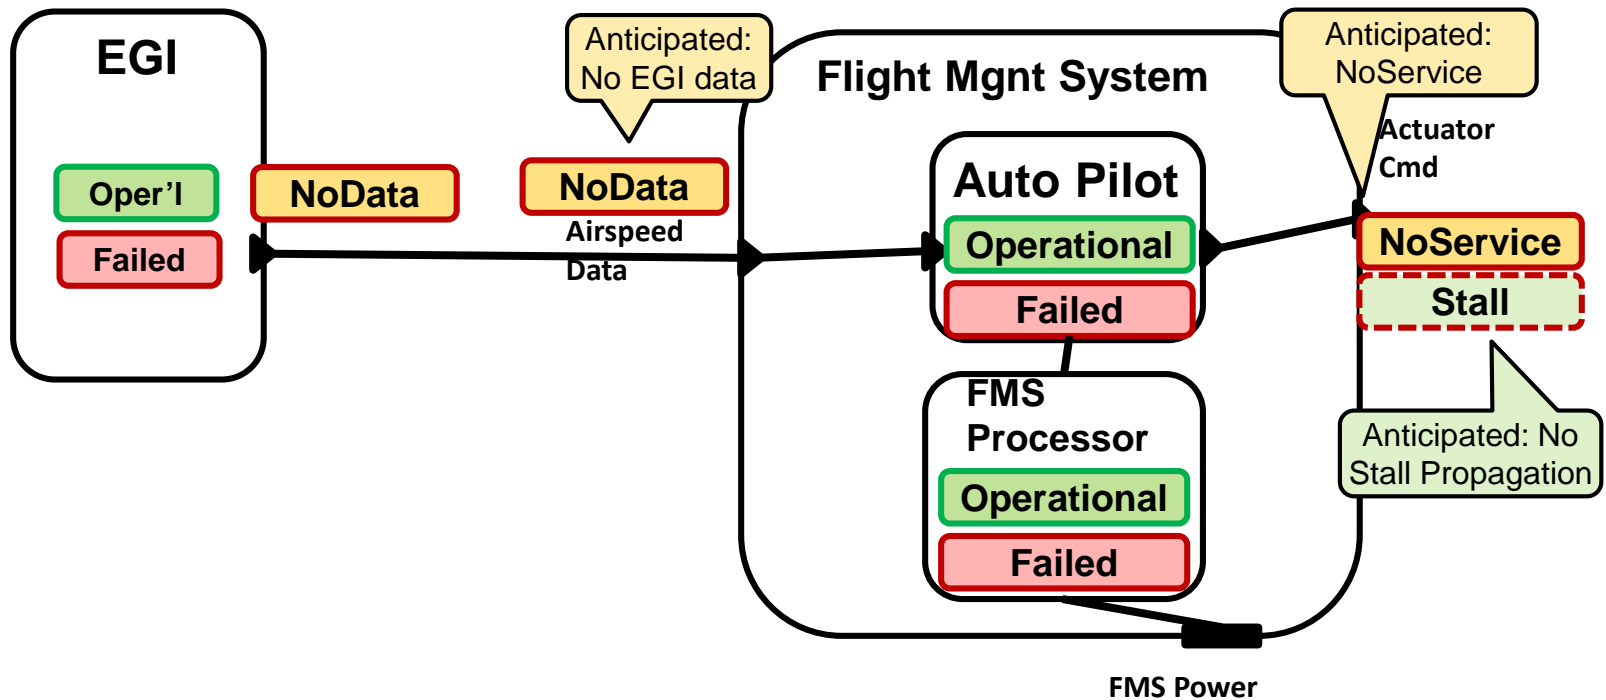 EGI
Oper'l
Failed
NoData
Anticipated:
No EGI data
NoData
Airspeed
Data
Flight Mgnt System
Auto Pilot
Operational
Failed
FMS
Processor
Operational
Failed
FMS Power
Anticipated:
NoService
Actuator
Cmd
NoService
Stall
Anticipated: No
Stall Propagation